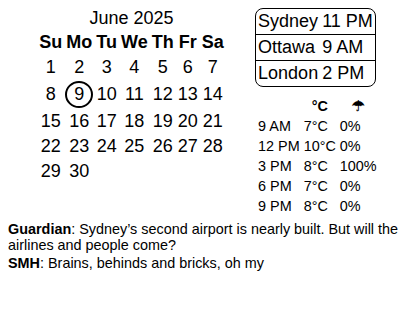 June 2025
Su Mo Tu We Th Fr Sa
1 2 3 4 5 6 7
8 9 10 11 12 13 14
15 16 17 18 19 20 21
22 23 24 25 26 27 28
29 30
Sydney 11 PM
Ottawa 9 AM
London 2 PM
°C ☂
9 AM 7°C 0%
12 PM 10°C 0%
3 PM 8°C 100%
6 PM 7°C 0%
9 PM 8°C 0%
Guardian: Sydney’s second airport is nearly built. But will the
airlines and people come?
SMH: Brains, behinds and bricks, oh my